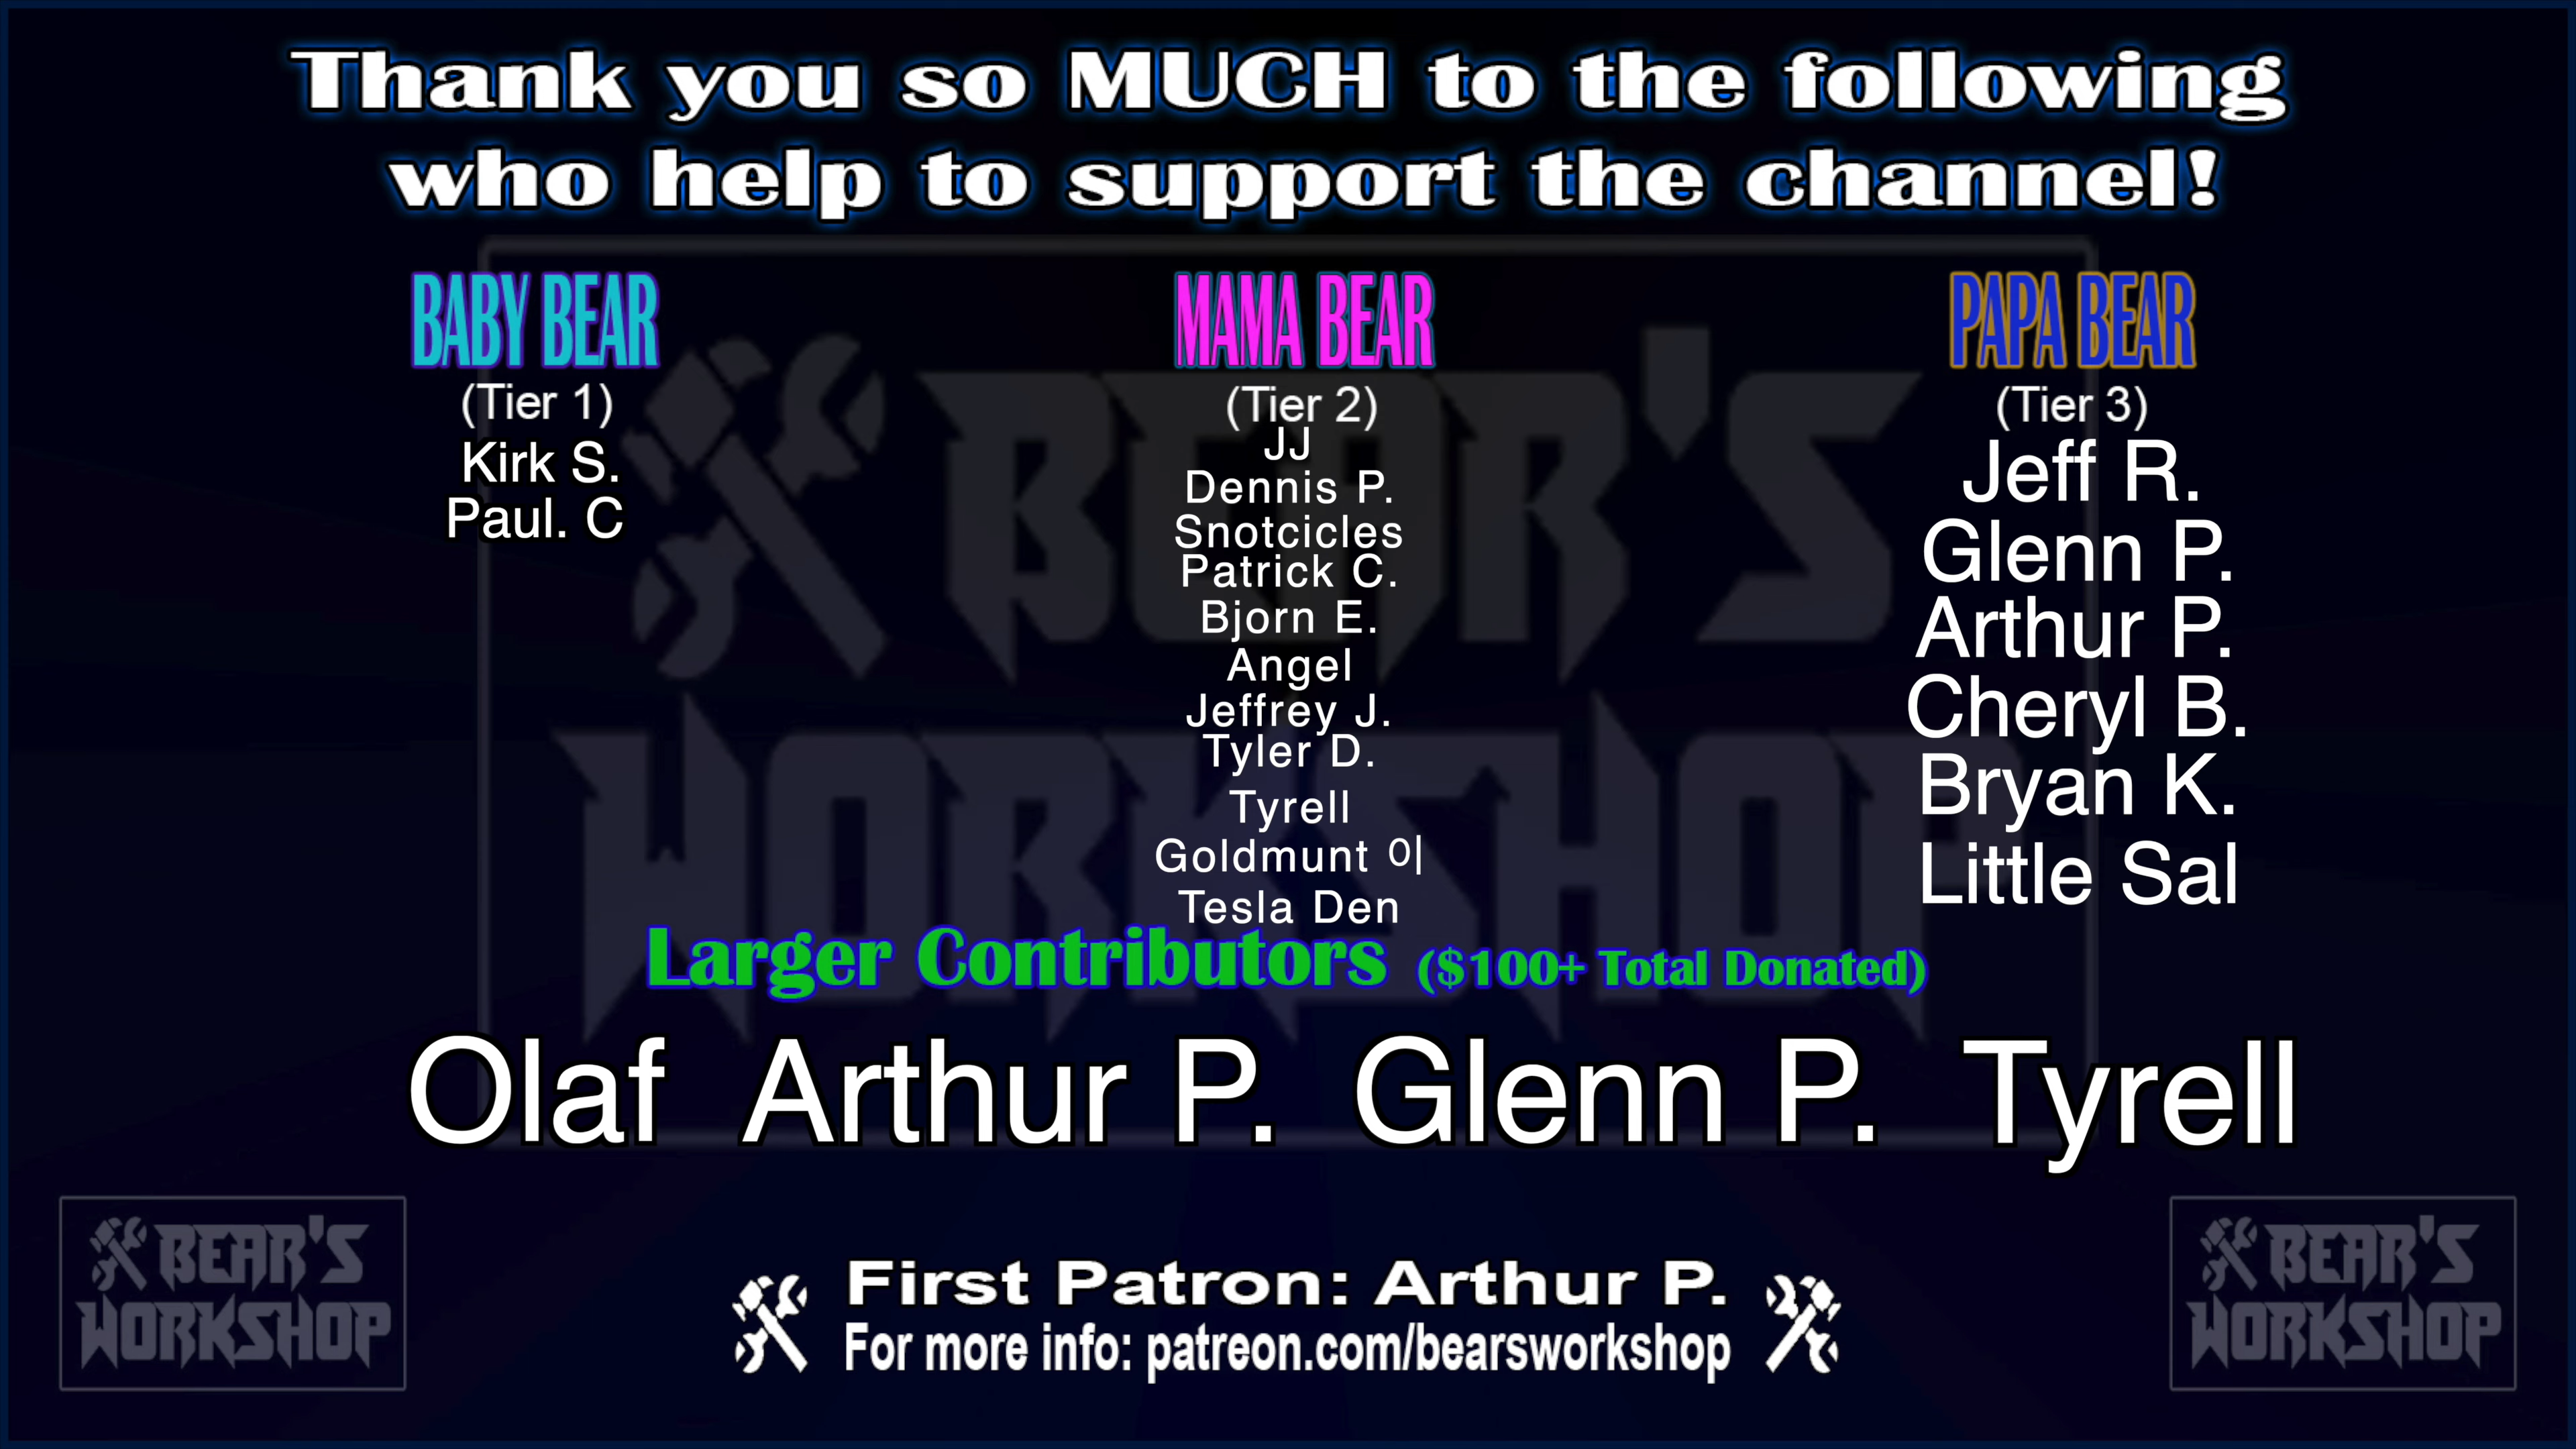 Thank you so MUCH to the following
who help to support the channel!
BABY BEAR
(Tier 1)
Kirk S.
Paul. C
MAMA BEAR
(Tier 2)
JJ
Dennis P.
Snotcicles
Patrick C.
Bjorn E.
Angel
Jeffrey J.
Tyler D.
Tyrell
Goldmunt 이
Tesla Den
PAPA BEAR
(Tier 3)
Jeff R.
Glenn P.
Arthur P.
Cheryl B.
Bryan K.
Little Sal
BEAR'S
WORKSHOP
Larger Contributors ($100+ Total Donated)
Olaf Arthur P. Glenn P. Tyrell
BEAR'S
WORKSHOP
First Patron: Arthur P.
For more info: patreon.com/bearsworkshop
BEAR'S
WORKSHOP